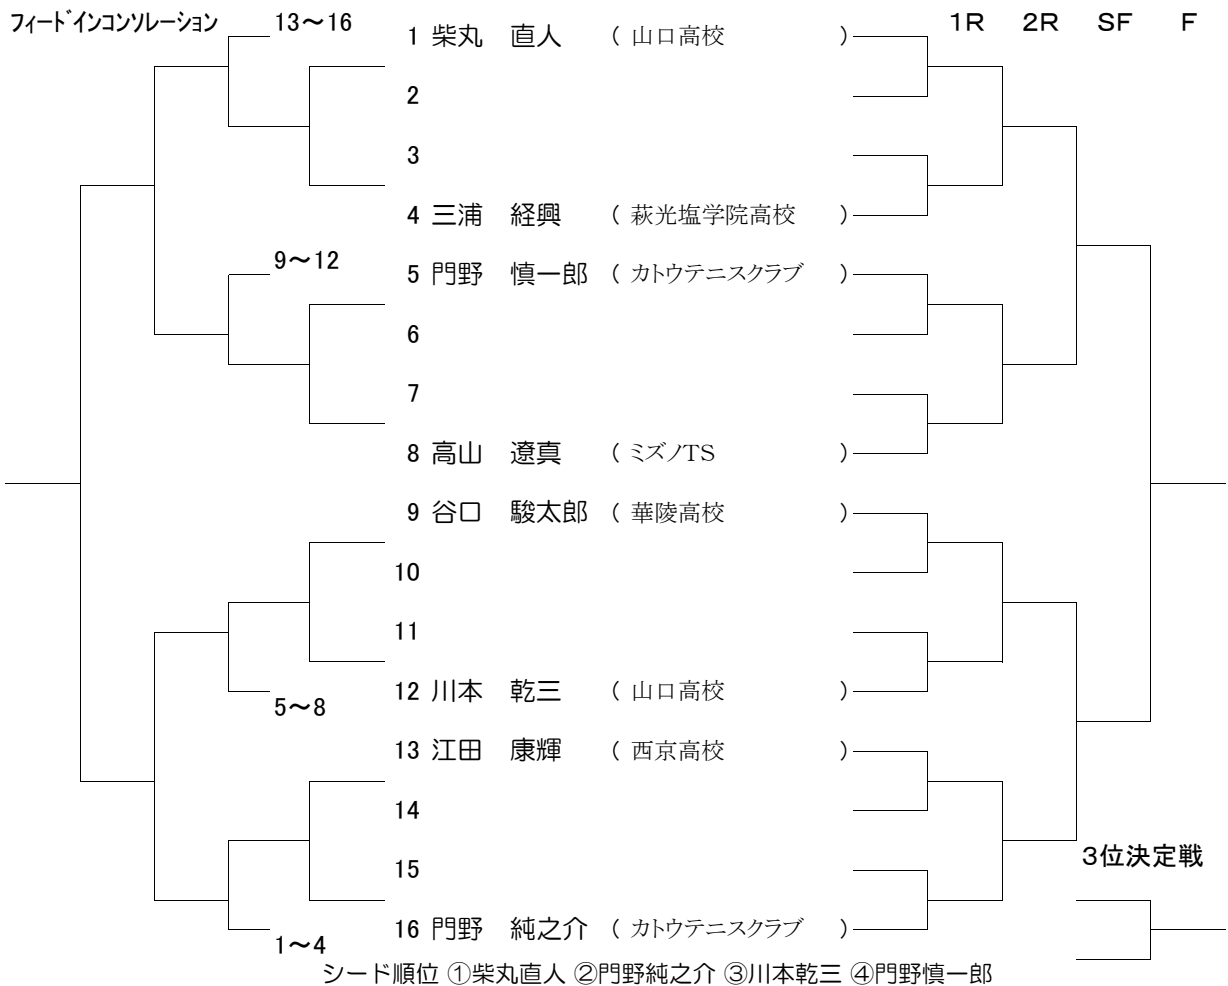 フィードインコンソレーション 13～16 1R 2R SF F
1 柴丸 直人 ( 山口高校 )
2
3
4 三浦 経興 ( 萩光塩学院高校 )
9～12
5 門野 慎一郎 ( カトウテニスクラブ )
6
7
8 高山 遼真 ( ミズノTS )
9 谷口 駿太郎 ( 華陵高校 )
10
11
12 川本 乾三 ( 山口高校 )
5～8
13 江田 康輝 ( 西京高校 )
14
3位決定戦
15
16 門野 純之介 ( カトウテニスクラブ )
1～4
シード順位 ①柴丸直人 ②門野純之介 ③川本乾三 ④門野慎一郎